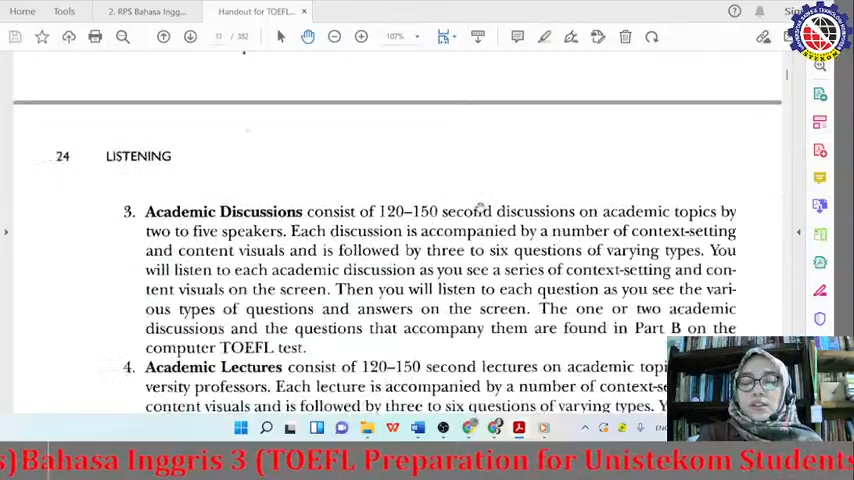 Home Tools 2. RPS Bahasa Ingg... Handout for TOEFL... × Sign
11 / 382 107%
24 LISTENING
3. Academic Discussions consist of 120–150 second discussions on academic topics by
two to five speakers. Each discussion is accompanied by a number of context-setting
and content visuals and is followed by three to six questions of varying types. You
will listen to each academic discussion as you see a series of context-setting and con-
tent visuals on the screen. Then you will listen to each question as you see the vari-
ous types of questions and answers on the screen. The one or two academic
discussions and the questions that accompany them are found in Part B on the
computer TOEFL test.
4. Academic Lectures consist of 120–150 second lectures on academic topi
versity professors. Each lecture is accompanied by a number of context-se
content visuals and is followed by three to six questions of varying types. Y
ENG
s) Bahasa Inggris 3 (TOEFL Preparation for Unistekom Students
STEKOM